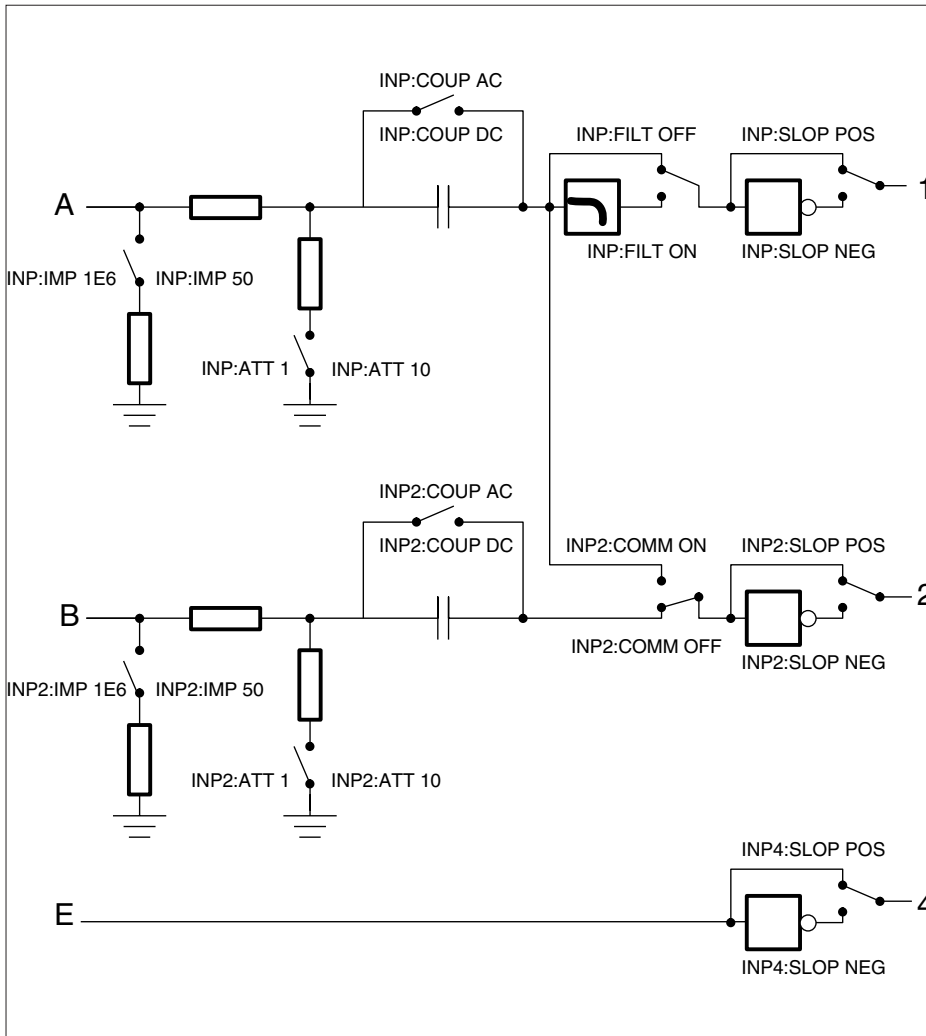 INP:COUP AC
INP:COUP DC
INP:FILT OFF
INP:SLOP POS
A
1
INP:FILT ON
INP:SLOP NEG
INP:IMP 1E6
INP:IMP 50
INP:ATT 1
INP:ATT 10
INP2:COUP AC
INP2:COUP DC
INP2:COMM ON
INP2:SLOP POS
B
2
INP2:COMM OFF
INP2:SLOP NEG
INP2:IMP 1E6
INP2:IMP 50
INP2:ATT 1
INP2:ATT 10
INP4:SLOP POS
E
4
INP4:SLOP NEG